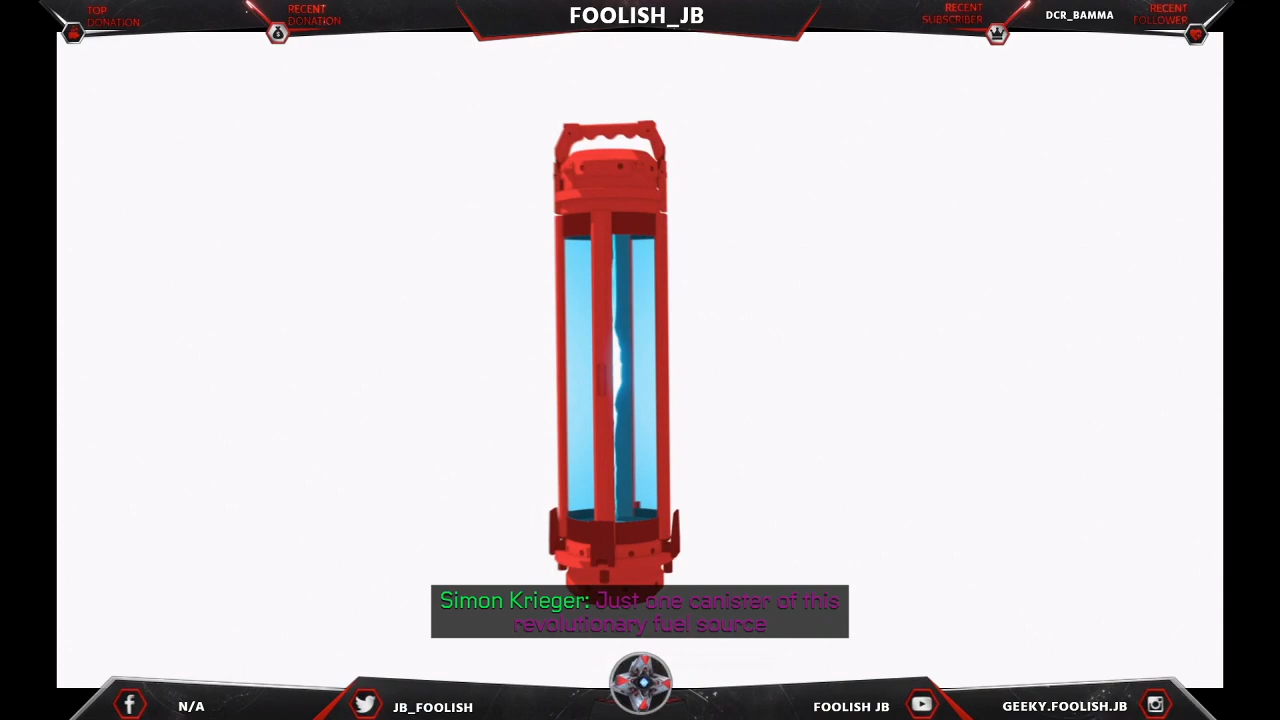 TOP
DONATION
RECENT
DONATION
FOOLISH_JB
RECENT
SUBSCRIBER
DCR_BAMMA
RECENT
FOLLOWER
Simon Krieger: Just one canister of this
revolutionary fuel source
N/A
JB_FOOLISH
FOOLISH JB
GEEKY.FOOLISH.JB